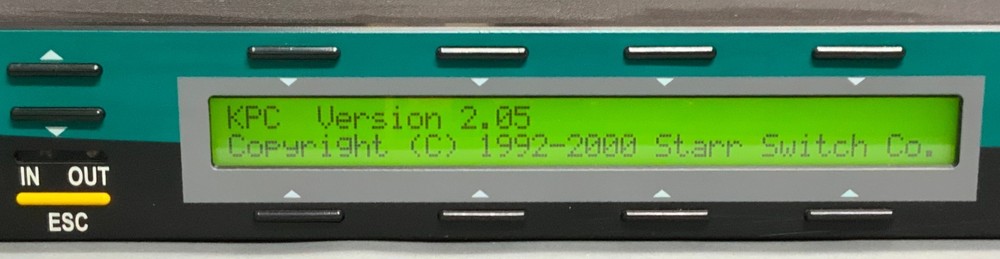 KPC Version 2.05
Copyright (C) 1992-2000 Starr Switch Co.
IN OUT
ESC